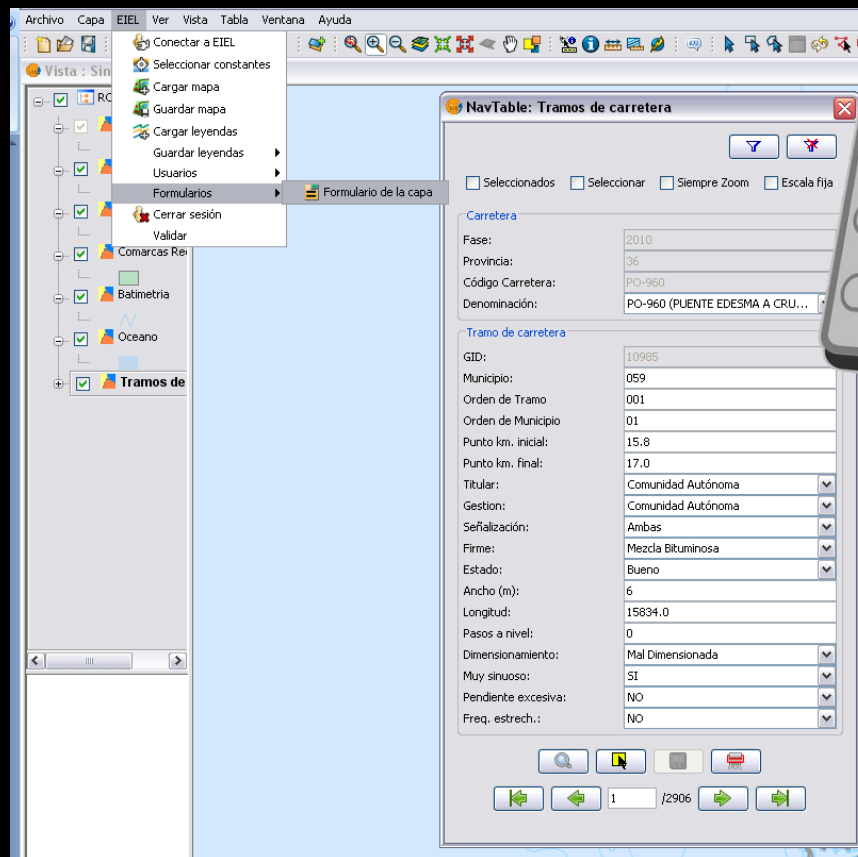 Archivo Capa EIEL Ver Vista Tabla Ventana Ayuda
Conectar a EIEL
Seleccionar constantes
Cargar mapa
Guardar mapa
Cargar leyendas
Guardar leyendas
Usuarios
Formularios
Formulario de la capa
Cerrar sesión
Validar
Vista : Sin
RC
Comarcas Re
Batimetria
Oceano
Tramos de
NavTable: Tramos de carretera
Seleccionados Seleccionar Siempre Zoom Escala fija
Carretera
Fase: 2010
Provincia: 36
Código Carretera: PO-960
Denominación: PO-960 (PUENTE EDESMA A CRU...
Tramo de carretera
GID: 10985
Municipio: 059
Orden de Tramo 001
Orden de Municipio 01
Punto km. inicial: 15.8
Punto km. final: 17.0
Titular: Comunidad Autónoma
Gestion: Comunidad Autónoma
Señalización: Ambas
Firme: Mezcla Bituminosa
Estado: Bueno
Ancho (m): 6
Longitud: 15834.0
Pasos a nivel: 0
Dimensionamiento: Mal Dimensionada
Muy sinuoso: SI
Pendiente excesiva: NO
Freq. estrech.: NO
1 /2906